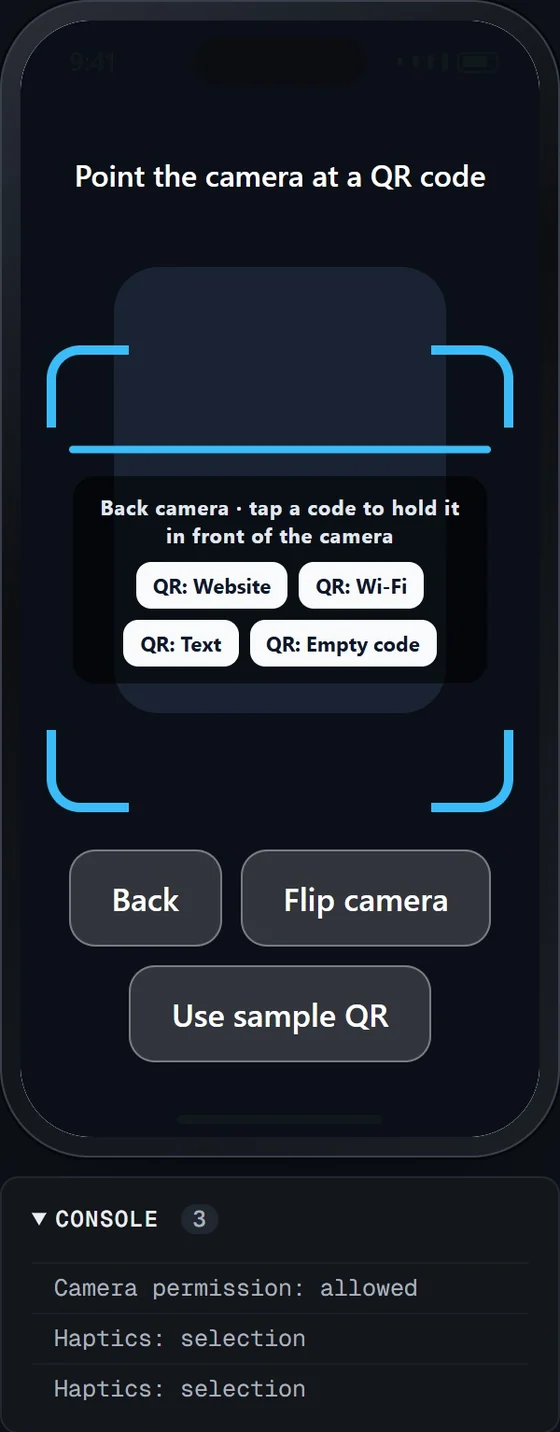 9:41
Point the camera at a QR code
Back camera · tap a code to hold it
in front of the camera
QR: Website
QR: Wi-Fi
QR: Text
QR: Empty code
Back
Flip camera
Use sample QR
▼ CONSOLE 3
Camera permission: allowed
Haptics: selection
Haptics: selection